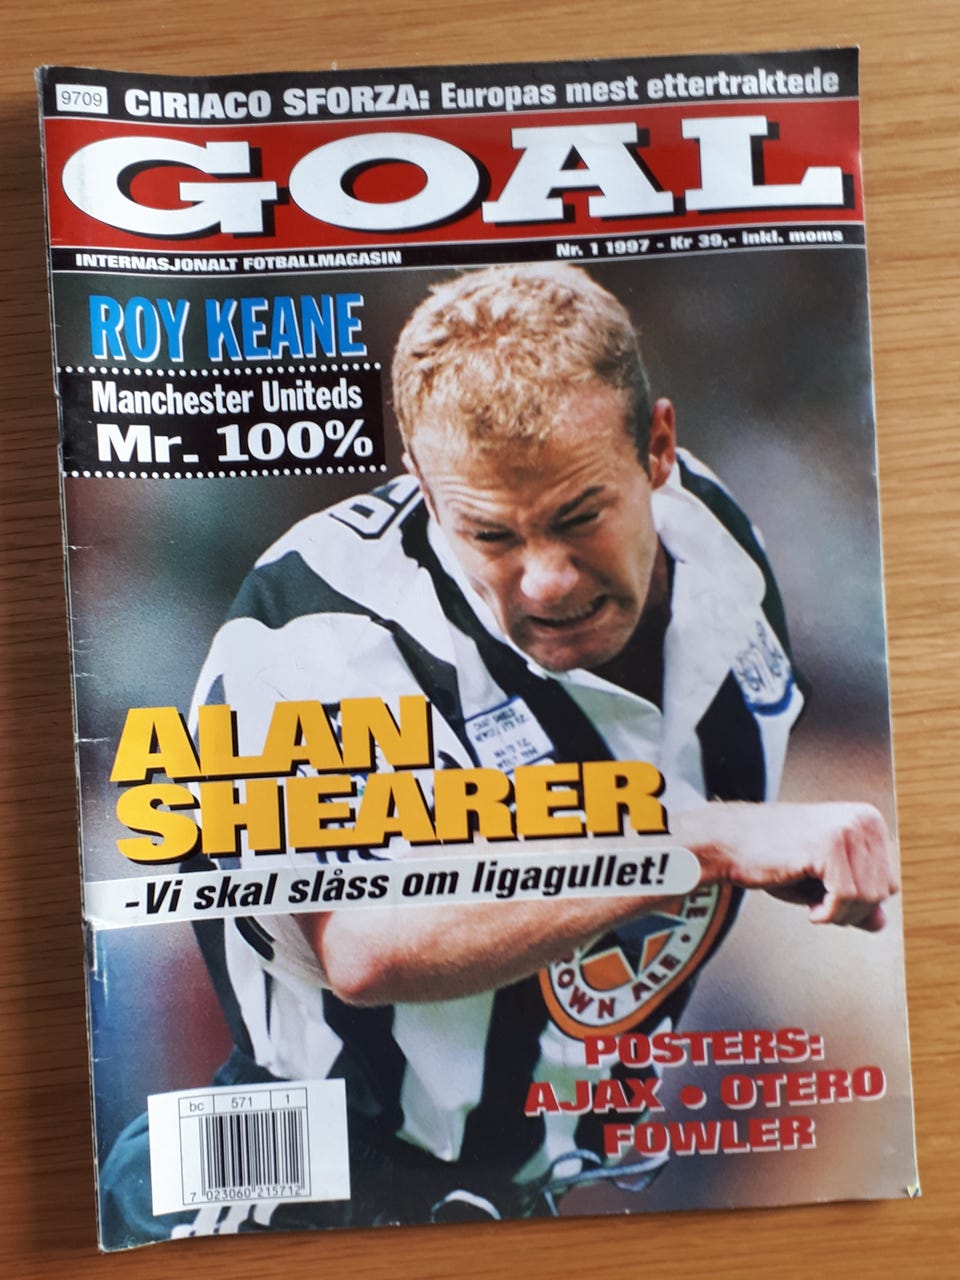 9709 CIRIACO SFORZA: Europas mest ettertraktede
GOAL
INTERNASJONALT FOTBALLMAGASIN
Nr. 1 1997 - Kr 39,- inkl. moms
ROY KEANE
Manchester Uniteds
Mr. 100%
ALAN
SHEARER
-Vi skal slåss om ligagullet!
OWN ALE
POSTERS:
AJAX • OTERO
FOWLER
bc 571 1
7 023060 215712